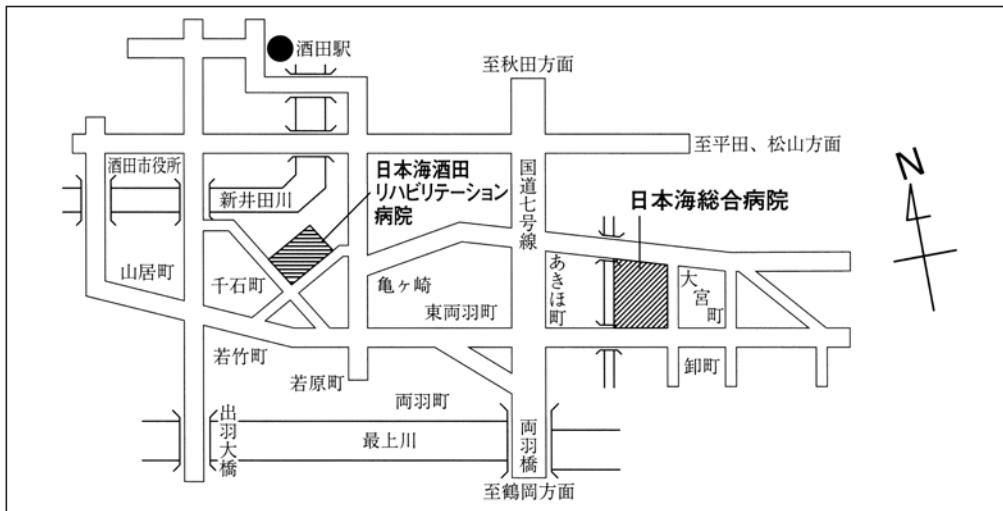 酒田駅
至秋田方面
至平田、松山方面
酒田市役所
新井田川
日本海酒田
リハビリテーション
病院
国道七号線
日本海総合病院
N
山居町
千石町
亀ヶ崎
東両羽町
あきほ町
大宮町
若竹町
若原町
両羽町
卸町
出羽大橋
最上川
両羽橋
至鶴岡方面